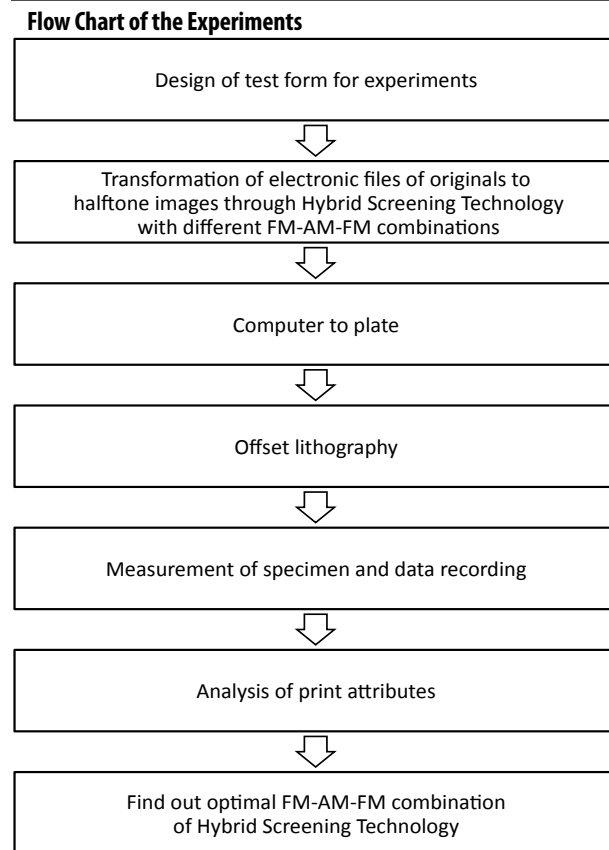 Flow Chart of the Experiments
Design of test form for experiments
Transformation of electronic files of originals to
halftone images through Hybrid Screening Technology
with different FM-AM-FM combinations
Computer to plate
Offset lithography
Measurement of specimen and data recording
Analysis of print attributes
Find out optimal FM-AM-FM combination
of Hybrid Screening Technology